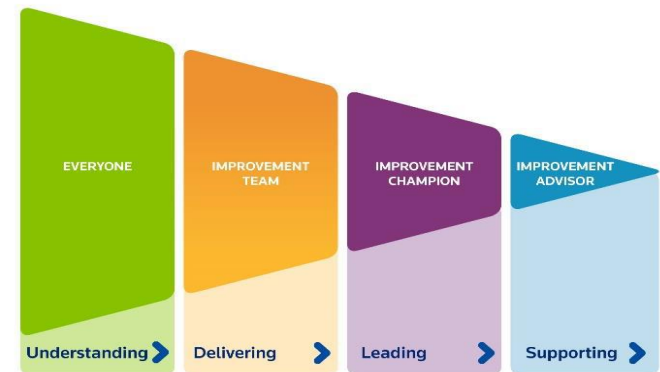 EVERYONE
IMPROVEMENT
TEAM
IMPROVEMENT
CHAMPION
IMPROVEMENT
ADVISOR
Understanding
Delivering
Leading
Supporting